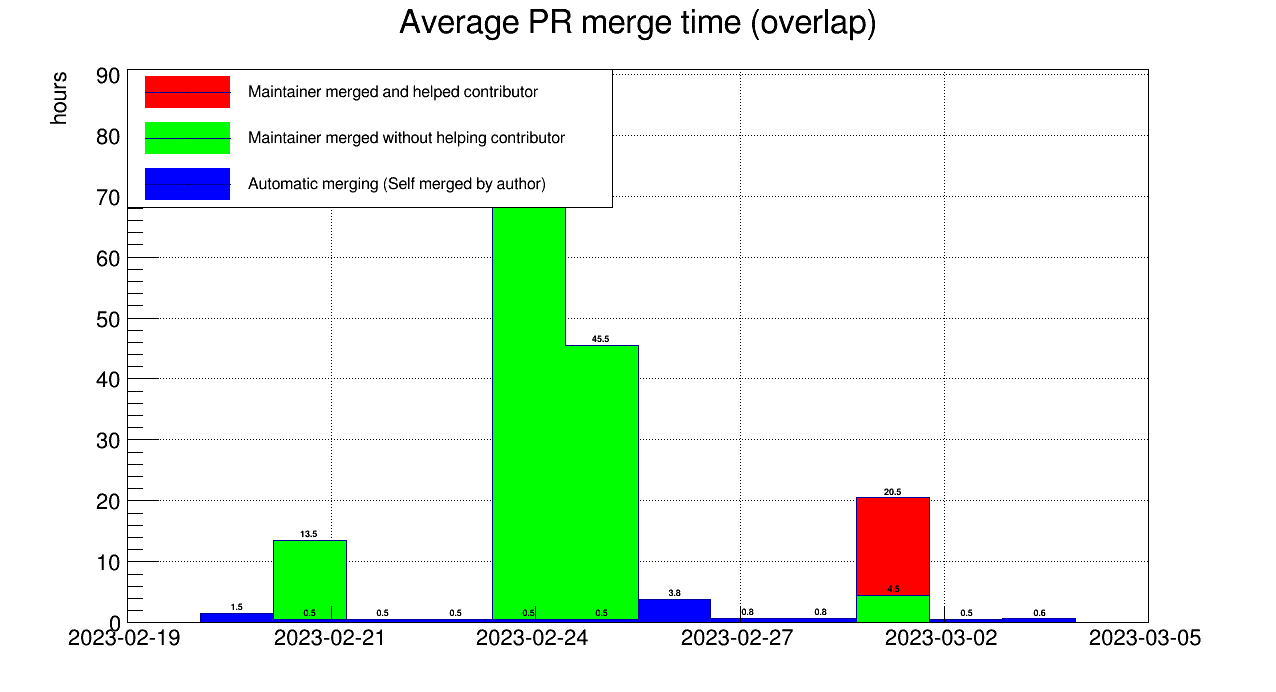 Average PR merge time (overlap)
hours
90
80
70
60
50
40
30
20
10
0
Maintainer merged and helped contributor
Maintainer merged without helping contributor
Automatic merging (Self merged by author)
45.5
20.5
13.5
4.5
3.8
1.5
0.5 0.5 0.5 0.5 0.5 0.8 0.8 0.5 0.6
2023-02-19 2023-02-21 2023-02-24 2023-02-27 2023-03-02 2023-03-05